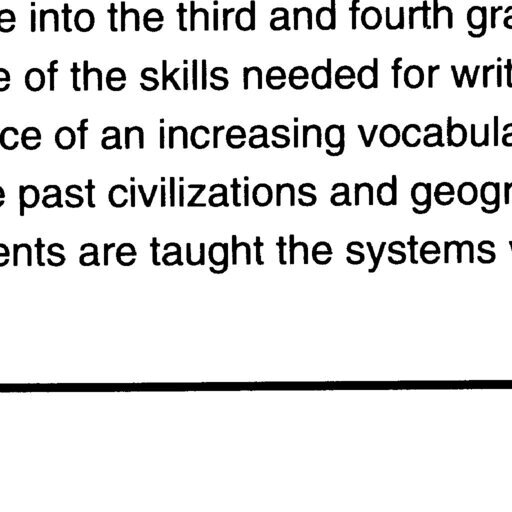 e into the third and fourth gra
e of the skills needed for writ
ce of an increasing vocabula
e past civilizations and geogr
ents are taught the systems